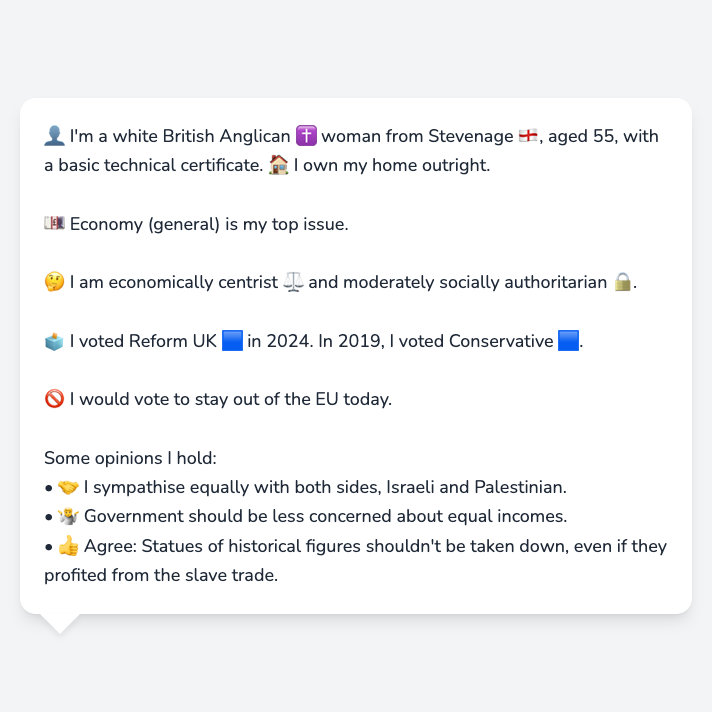 👤 I'm a white British Anglican ✝️ woman from Stevenage 🏴󠁧󠁢󠁥󠁮󠁧󠁿, aged 55, with
a basic technical certificate. 🏠 I own my home outright.
💷 Economy (general) is my top issue.
🤔 I am economically centrist ⚖️ and moderately socially authoritarian 🔒.
🗳️ I voted Reform UK 🟦 in 2024. In 2019, I voted Conservative 🟦.
🚫 I would vote to stay out of the EU today.
Some opinions I hold:
• 🤝 I sympathise equally with both sides, Israeli and Palestinian.
• 🤷 Government should be less concerned about equal incomes.
• 👍 Agree: Statues of historical figures shouldn't be taken down, even if they
profited from the slave trade.